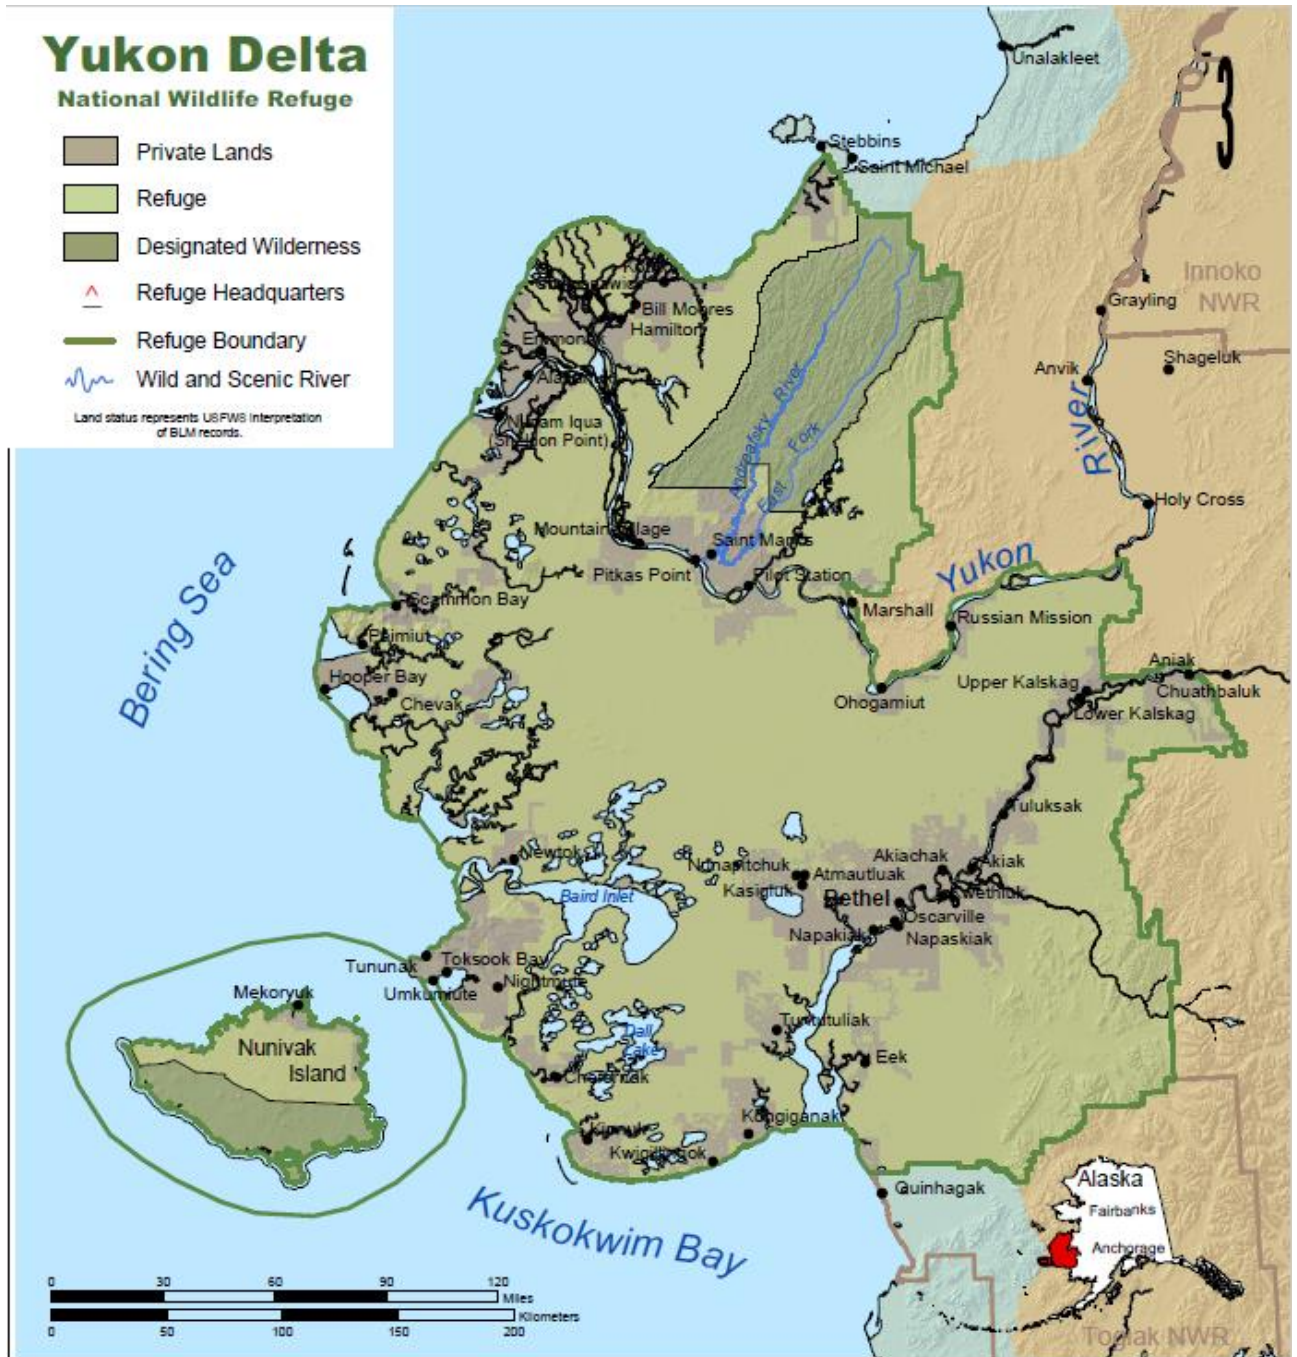 Yukon Delta
National Wildlife Refuge
Private Lands
Refuge
Designated Wilderness
Refuge Headquarters
Refuge Boundary
Wild and Scenic River
Land status represents USFWS interpretation
of BLM records.
Unalakleet
Stebbins
Saint Michael
Innoko
NWR
Bill Moores
Hamilton
Grayling
Shageluk
Anvik
River
Andreafsky River
East Fork
Holy Cross
Mountain Village
Saint Marys
Pitkas Point
Pilot Station
Yukon
Marshall
Russian Mission
Bering Sea
Scammon Bay
Paimiut
Hooper Bay
Chevak
Ohogamiut
Upper Kalskag
Aniak
Chuathbaluk
Lower Kalskag
Tuluksak
Newtok
Nunapitchuk
Atmautluak
Kasigluk
Akiachak
Akiak
Kwethluk
Bethel
Oscarville
Napakiak
Napaskiak
Baird Inlet
Tununak
Toksook Bay
Umkumiute
Nightmute
Mekoryuk
Nunivak
Island
Dall
Lake
Tuntutuliak
Eek
Chefornak
Kongiganak
Kipnuk
Kwigillingok
Quinhagak
Kuskokwim Bay
Alaska
Fairbanks
Anchorage
Togiak NWR
0 30 60 90 120
Miles
Kilometers
0 50 100 150 200